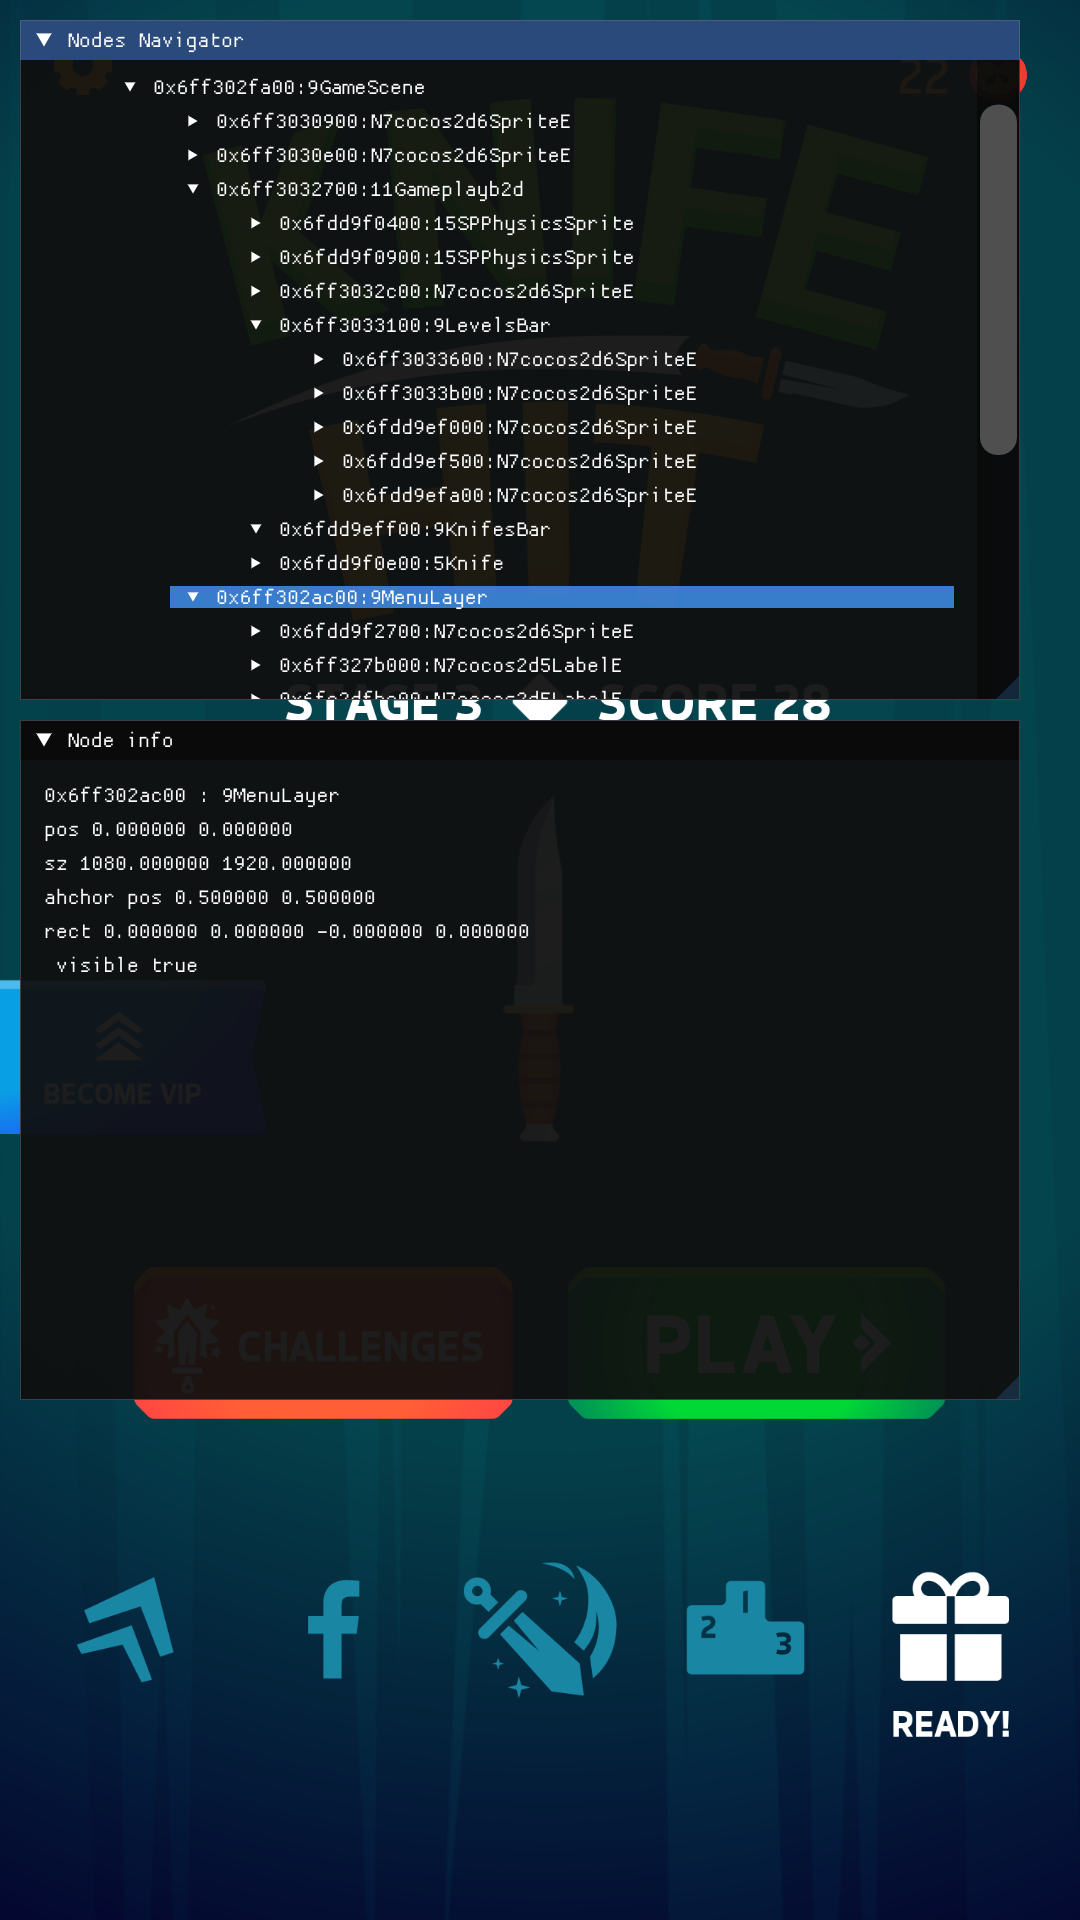 Nodes Navigator
22
0x6ff302fa00:9GameScene
0x6ff3030900:N7cocos2d6SpriteE
0x6ff3030e00:N7cocos2d6SpriteE
0x6ff3032700:11Gameplayb2d
0x6fdd9f0400:15SPPhysicsSprite
0x6fdd9f0900:15SPPhysicsSprite
0x6ff3032c00:N7cocos2d6SpriteE
0x6ff3033100:9LevelsBar
0x6ff3033600:N7cocos2d6SpriteE
0x6ff3033b00:N7cocos2d6SpriteE
0x6fdd9ef000:N7cocos2d6SpriteE
0x6fdd9ef500:N7cocos2d6SpriteE
0x6fdd9efa00:N7cocos2d6SpriteE
0x6fdd9eff00:9KnifesBar
0x6fdd9f0e00:5Knife
0x6ff302ac00:9MenuLayer
0x6fdd9f2700:N7cocos2d6SpriteE
0x6ff327b000:N7cocos2d5LabelE
KNIFE
HIT
STAGE 3 SCORE 28
Node info
0x6ff302ac00 : 9MenuLayer
pos 0.000000 0.000000
sz 1080.000000 1920.000000
ahchor pos 0.500000 0.500000
rect 0.000000 0.000000 -0.000000 0.000000
visible true
BECOME VIP
CHALLENGES
PLAY
f
1
2
3
READY!